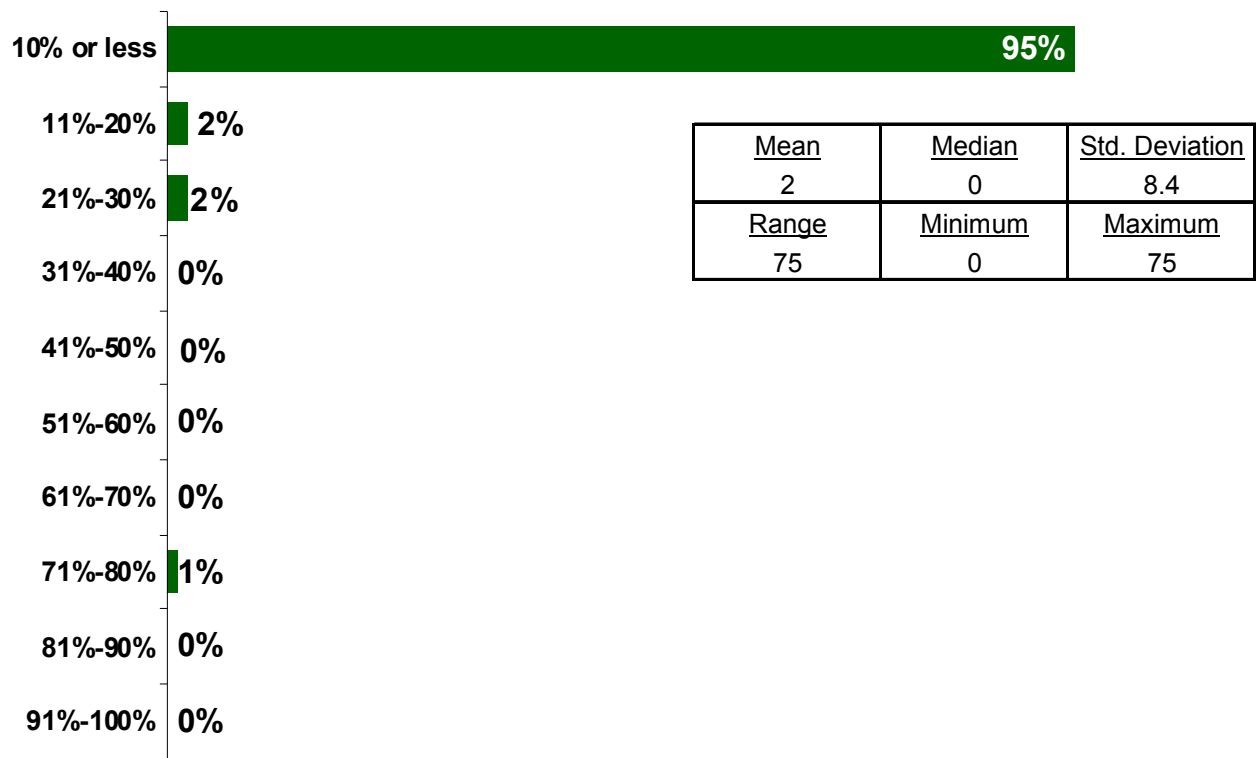 10% or less 95%
11%-20% 2%
21%-30% 2%
31%-40% 0%
41%-50% 0%
51%-60% 0%
61%-70% 0%
71%-80% 1%
81%-90% 0%
91%-100% 0%
Mean Median Std. Deviation
2 0 8.4
Range Minimum Maximum
75 0 75